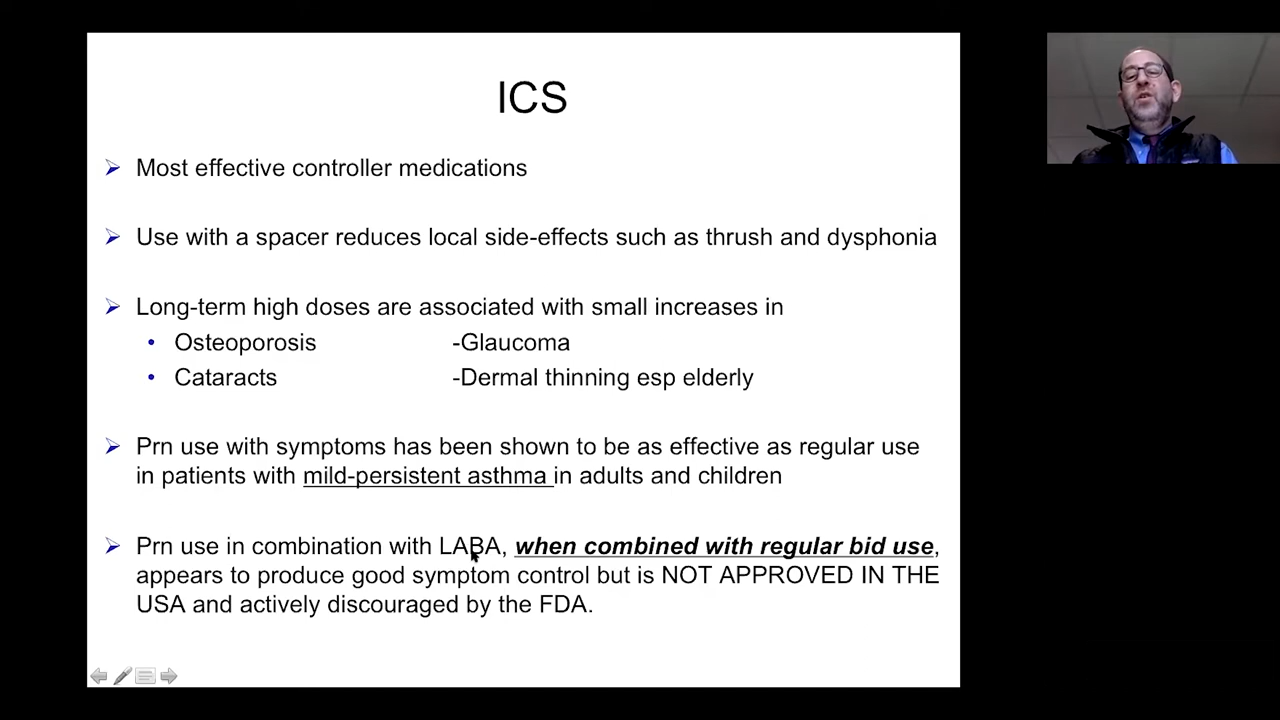 ICS
Most effective controller medications
Use with a spacer reduces local side-effects such as thrush and dysphonia
Long-term high doses are associated with small increases in
Osteoporosis -Glaucoma
Cataracts -Dermal thinning esp elderly
Prn use with symptoms has been shown to be as effective as regular use
in patients with mild-persistent asthma in adults and children
Prn use in combination with LABA, when combined with regular bid use,
appears to produce good symptom control but is NOT APPROVED IN THE
USA and actively discouraged by the FDA.